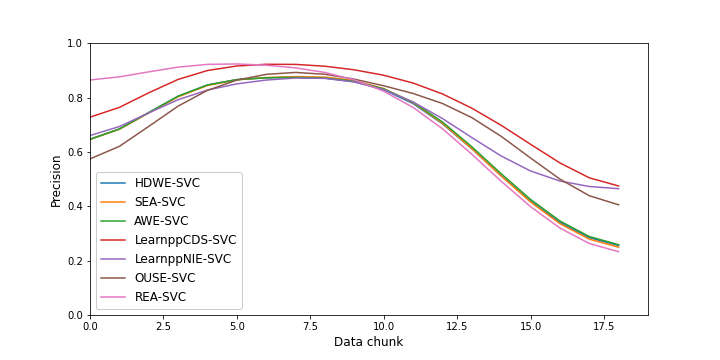 1.0
0.8
0.6
0.4
0.2
0.0
Precision
HDWE-SVC
SEA-SVC
AWE-SVC
LearnppCDS-SVC
LearnppNIE-SVC
OUSE-SVC
REA-SVC
0.0 2.5 5.0 7.5 10.0 12.5 15.0 17.5
Data chunk